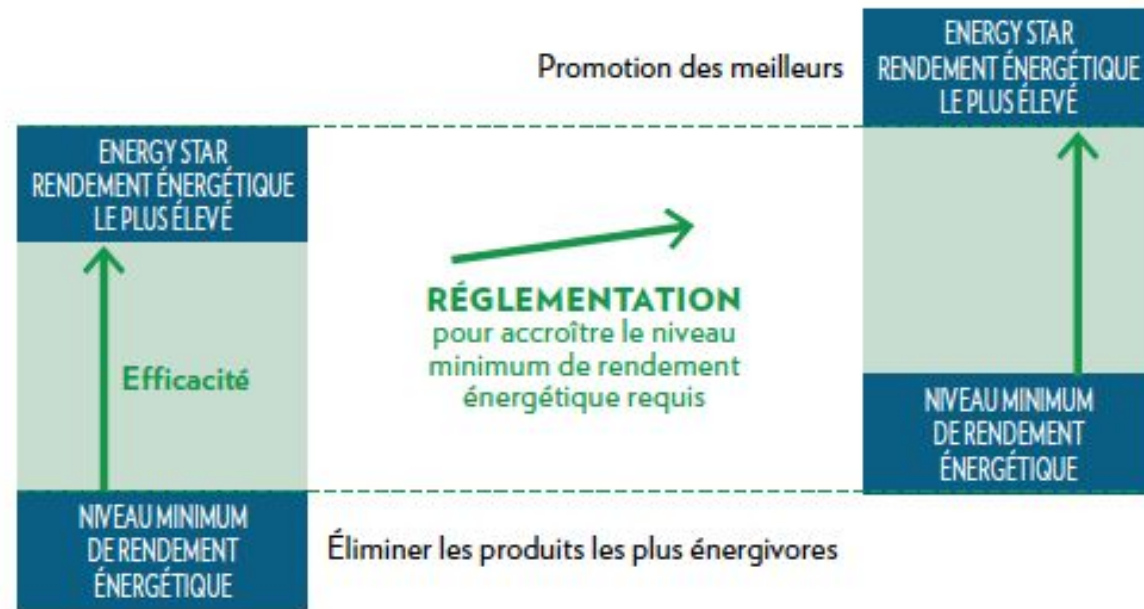 ENERGY STAR
RENDEMENT ÉNERGÉTIQUE
LE PLUS ÉLEVÉ
Promotion des meilleurs
ENERGY STAR
RENDEMENT ÉNERGÉTIQUE
LE PLUS ÉLEVÉ
Efficacité
RÉGLEMENTATION
pour accroître le niveau
minimum de rendement
énergétique requis
NIVEAU MINIMUM
DE RENDEMENT
ÉNERGÉTIQUE
NIVEAU MINIMUM
DE RENDEMENT
ÉNERGÉTIQUE
Éliminer les produits les plus énergivores